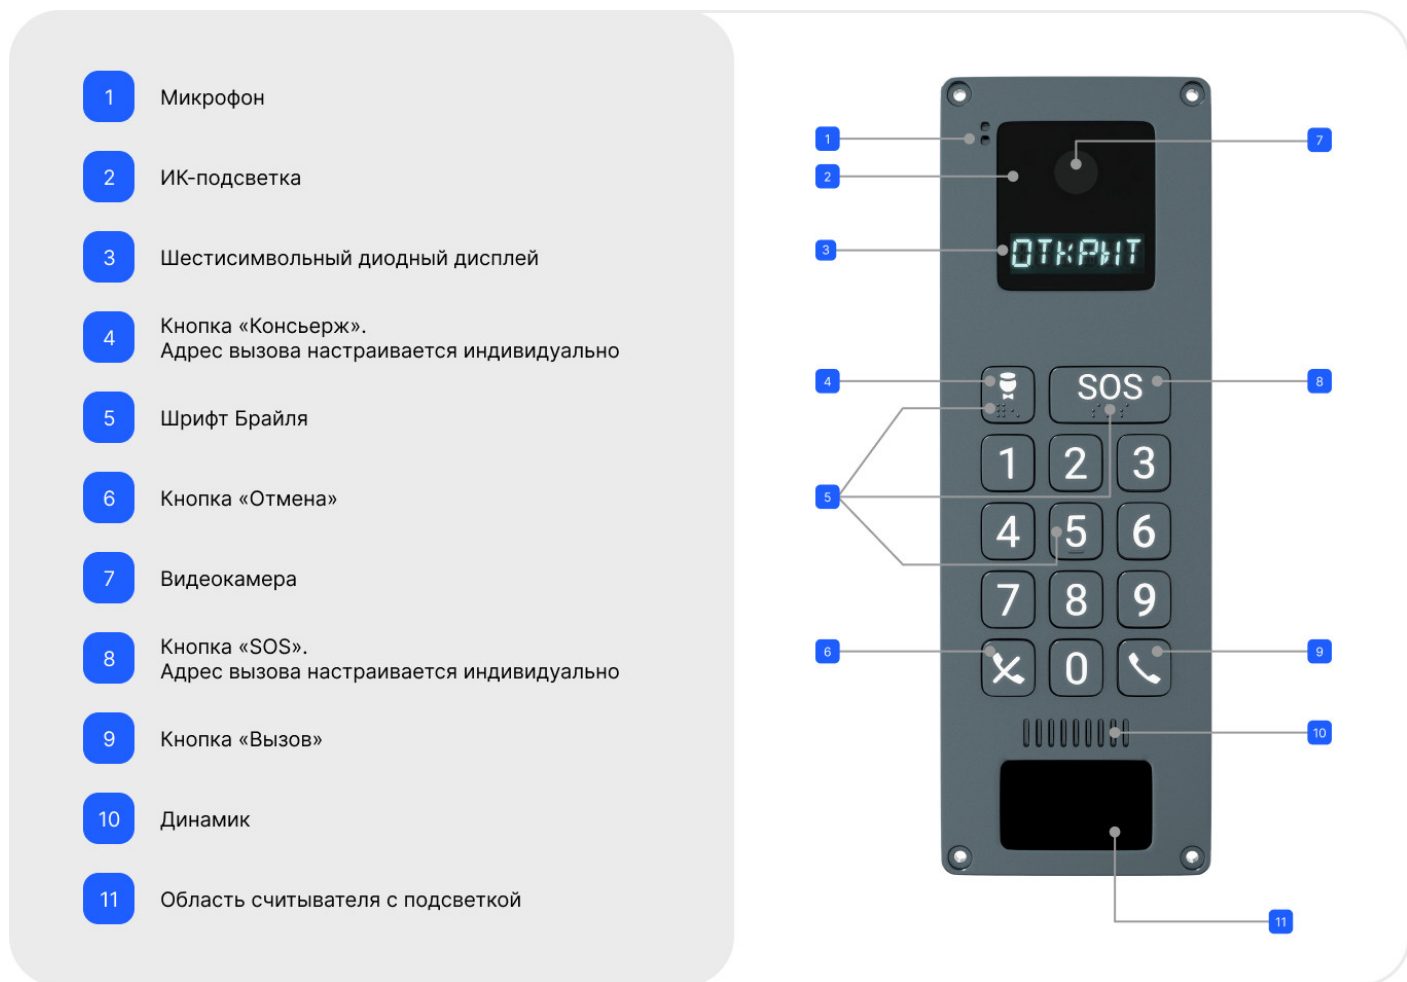 1 Микрофон
2 ИК-подсветка
3 Шестисимвольный диодный дисплей
4 Кнопка «Консьерж».
Адрес вызова настраивается индивидуально
5 Шрифт Брайля
6 Кнопка «Отмена»
7 Видеокамера
8 Кнопка «SOS».
Адрес вызова настраивается индивидуально
9 Кнопка «Вызов»
10 Динамик
11 Область считывателя с подсветкой
1
7
2
3
ОТКРЫТ
4
SOS
8
1 2 3
5
4 5 6
7 8 9
6
0
9
10
11